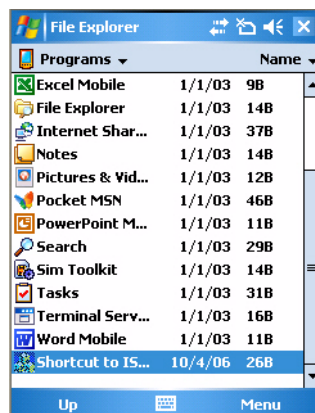 File Explorer
Programs Name
Excel Mobile 1/1/03 9B
File Explorer 1/1/03 14B
Internet Shar... 1/1/03 37B
Notes 1/1/03 14B
Pictures & Vid... 1/1/03 12B
Pocket MSN 1/1/03 46B
PowerPoint M... 1/1/03 11B
Search 1/1/03 29B
Sim Toolkit 1/1/03 14B
Tasks 1/1/03 31B
Terminal Serv... 1/1/03 16B
Word Mobile 1/1/03 11B
Shortcut to IS... 10/4/06 26B
Up Menu